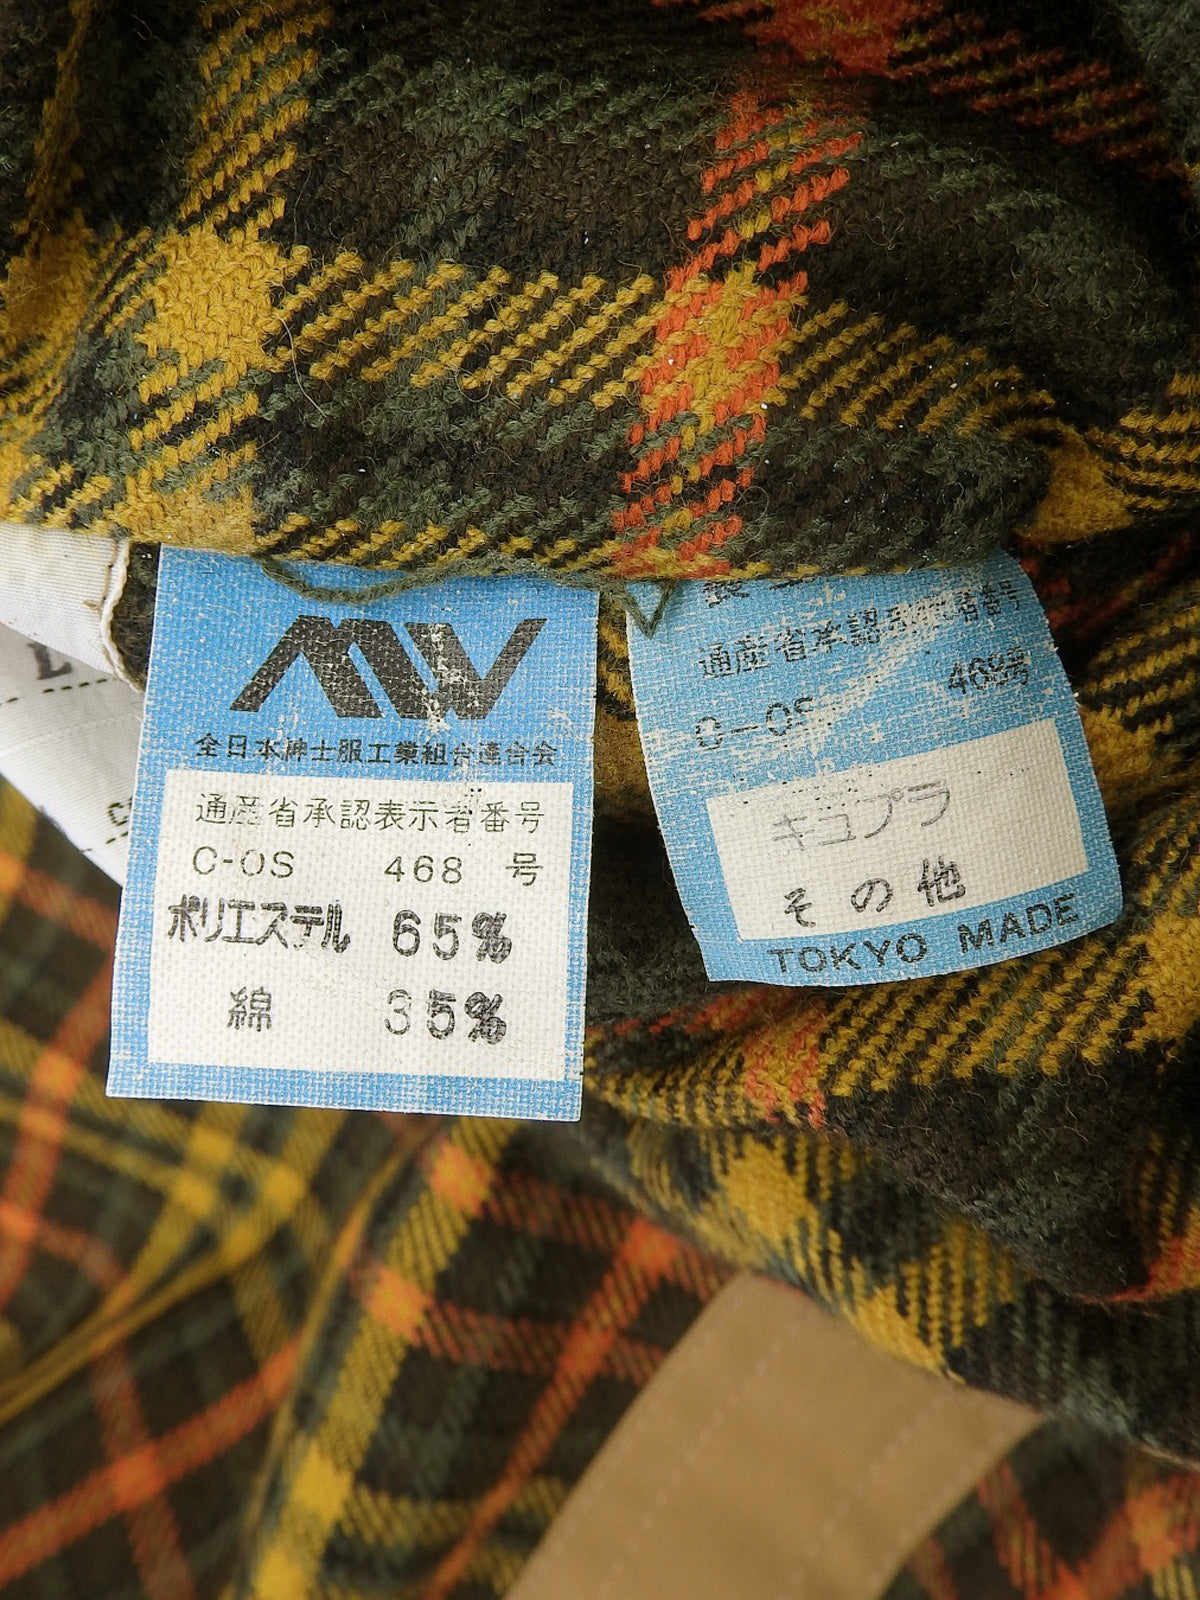 MW
全日本紳士服工業組合連合会
通産省承認表示者番号
C-OS 468 号
ポリエステル 65%
綿 35%
通産省承認表示者番号
468号
C-OS
キュプラ
その他
TOKYO MADE